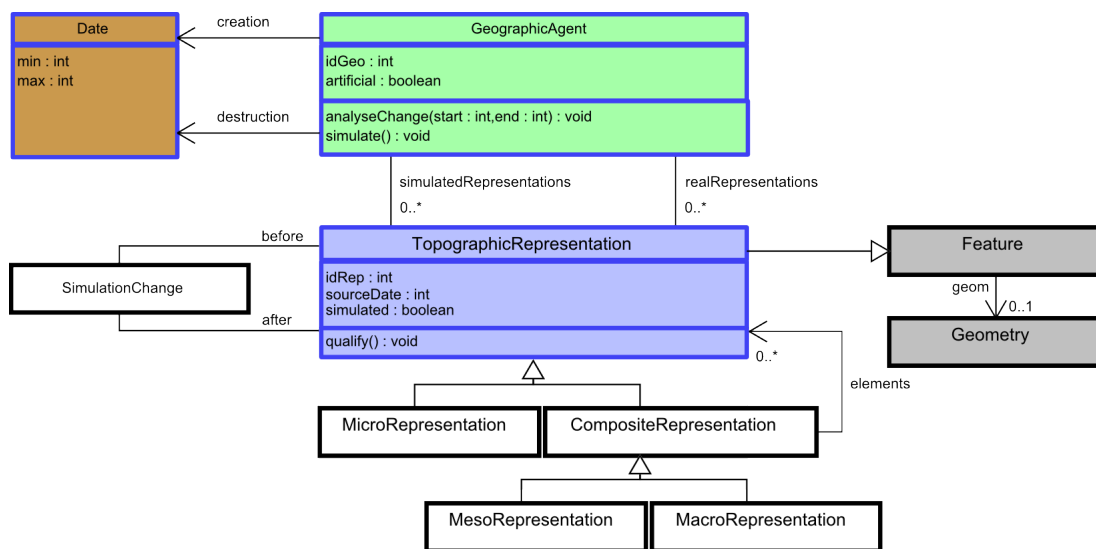 Date
min : int
max : int
creation
destruction
GeographicAgent
idGeo : int
artificial : boolean
analyseChange(start : int,end : int) : void
simulate() : void
simulatedRepresentations
0..*
realRepresentations
0..*
before
SimulationChange
after
TopographicRepresentation
idRep : int
sourceDate : int
simulated : boolean
qualify() : void
Feature
geom
0..1
Geometry
0..*
elements
MicroRepresentation
CompositeRepresentation
MesoRepresentation
MacroRepresentation